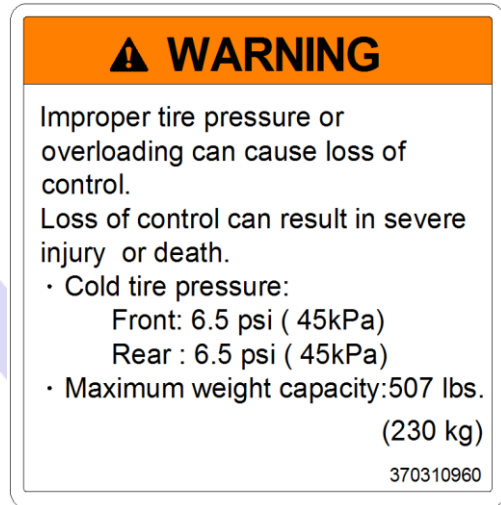 ⚠ WARNING
Improper tire pressure or
overloading can cause loss of
control.
Loss of control can result in severe
injury or death.
· Cold tire pressure:
Front: 6.5 psi ( 45kPa)
Rear : 6.5 psi ( 45kPa)
· Maximum weight capacity:507 lbs.
(230 kg)
370310960